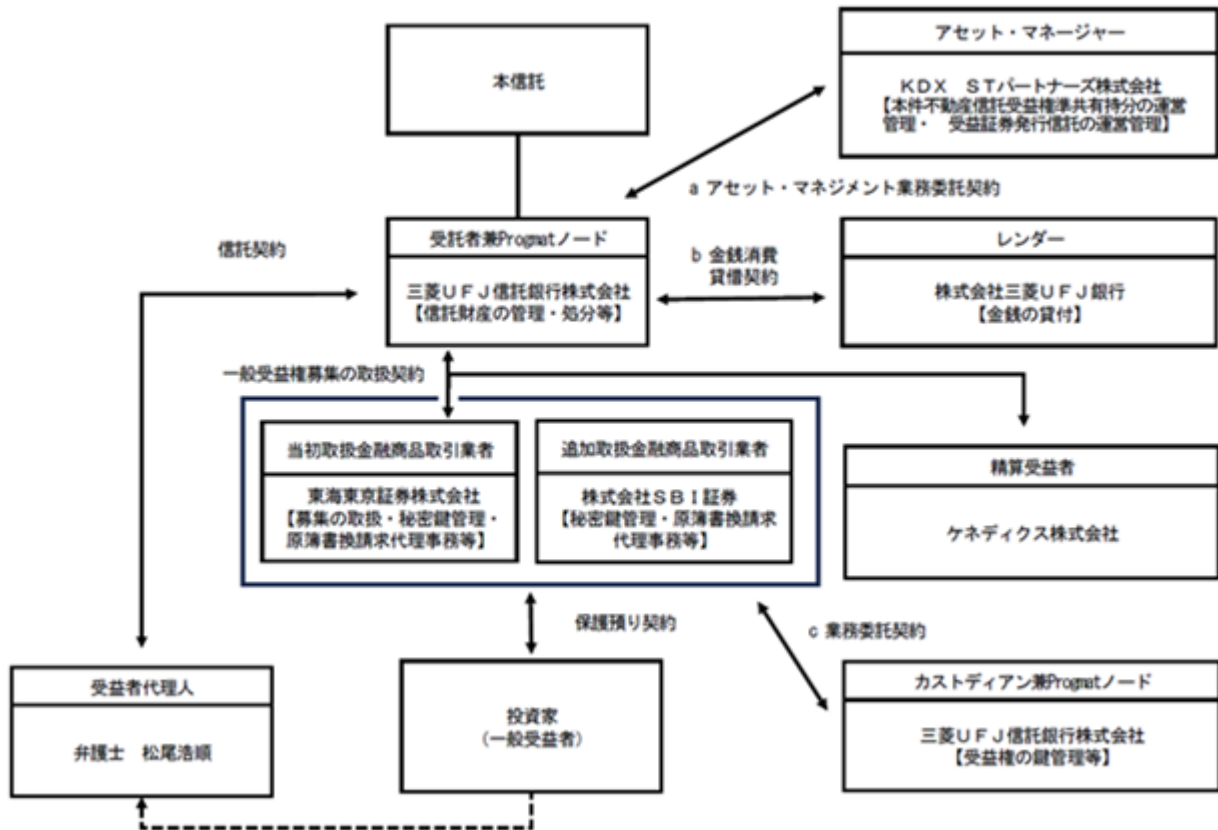 本信託
アセット・マネージャー
ＫＤＸ　ＳＴパートナーズ株式会社
【本件不動産信託受益権準共有持分の運営
管理・　受益証券発行信託の運営管理】
a アセット・マネジメント業務委託契約
信託契約
受託者兼Progmatノード
三菱ＵＦＪ信託銀行株式会社
【信託財産の管理・処分等】
b 金銭消費
貸借契約
レンダー
株式会社三菱ＵＦＪ銀行
【金銭の貸付】
一般受益権募集の取扱契約
当初取扱金融商品取引業者
東海東京証券株式会社
【募集の取扱・秘密鍵管理・
原簿書換請求代理事務等】
追加取扱金融商品取引業者
株式会社ＳＢＩ証券
【秘密鍵管理・原簿書換請求
代理事務等】
精算受益者
ケネディクス株式会社
保護預り契約
c 業務委託契約
受益者代理人
弁護士　松尾浩順
投資家
（一般受益者）
カストディアン兼Progmatノード
三菱ＵＦＪ信託銀行株式会社
【受益権の鍵管理等】